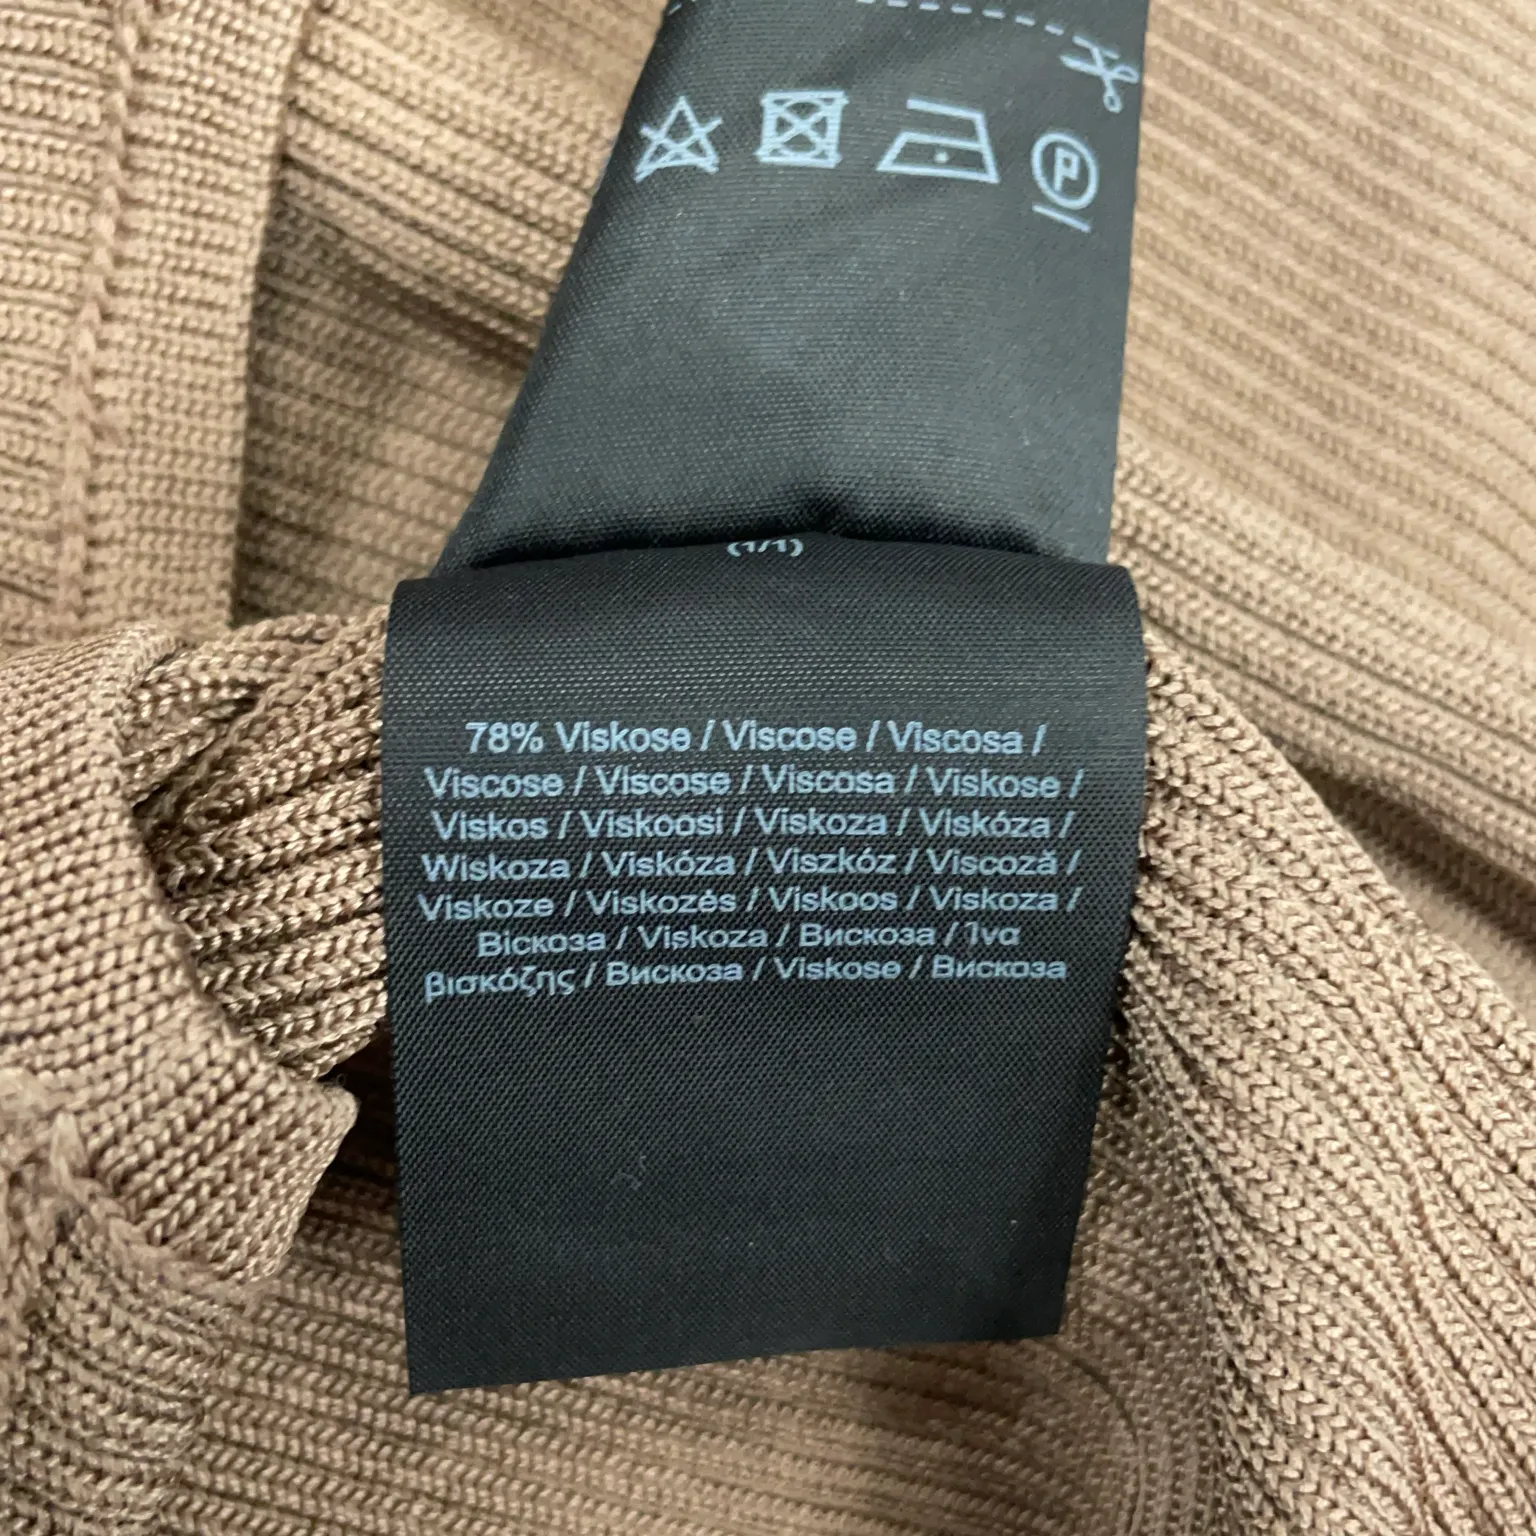 P
(1/1)
78% Viskose / Viscose / Viscosa /
Viscose / Viscose / Viscosa / Viskose /
Viskos / Viskoosi / Viskoza / Viskóza /
Wiskoza / Viskóza / Viszkóz / Viscoză /
Viskoze / Viskozės / Viskoos / Viskoza /
Віскоза / Viskoza / Вискоза / Ίνα
βισκόζης / Вискоза / Viskose / Вискоза